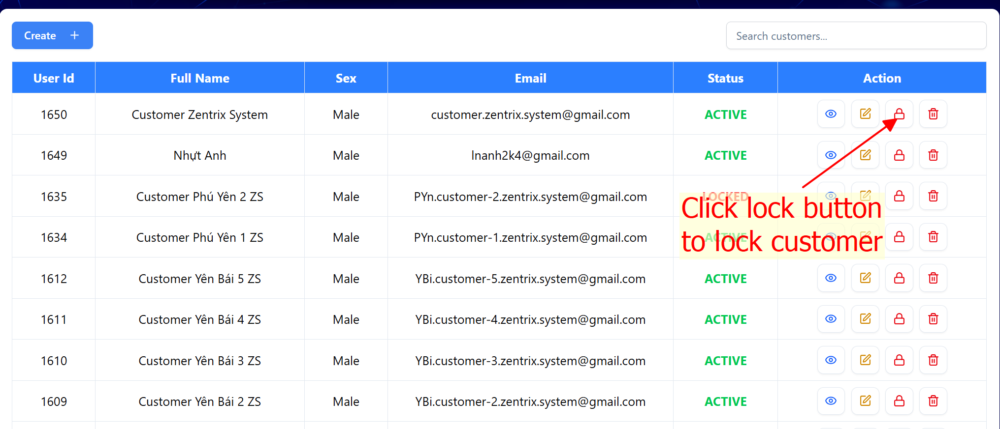 Create +
Search customers...
User Id Full Name Sex Email Status Action
1650 Customer Zentrix System Male customer.zentrix.system@gmail.com ACTIVE
1649 Nhựt Anh Male lnanh2k4@gmail.com ACTIVE
1635 Customer Phú Yên 2 ZS Male PYn.customer-2.zentrix.system@gmail.com LOCKED
Click lock button
1634 Customer Phú Yên 1 ZS Male PYn.customer-1.zentrix.system@gmail.com ACTIVE
to lock customer
1612 Customer Yên Bái 5 ZS Male YBi.customer-5.zentrix.system@gmail.com ACTIVE
1611 Customer Yên Bái 4 ZS Male YBi.customer-4.zentrix.system@gmail.com ACTIVE
1610 Customer Yên Bái 3 ZS Male YBi.customer-3.zentrix.system@gmail.com ACTIVE
1609 Customer Yên Bái 2 ZS Male YBi.customer-2.zentrix.system@gmail.com ACTIVE